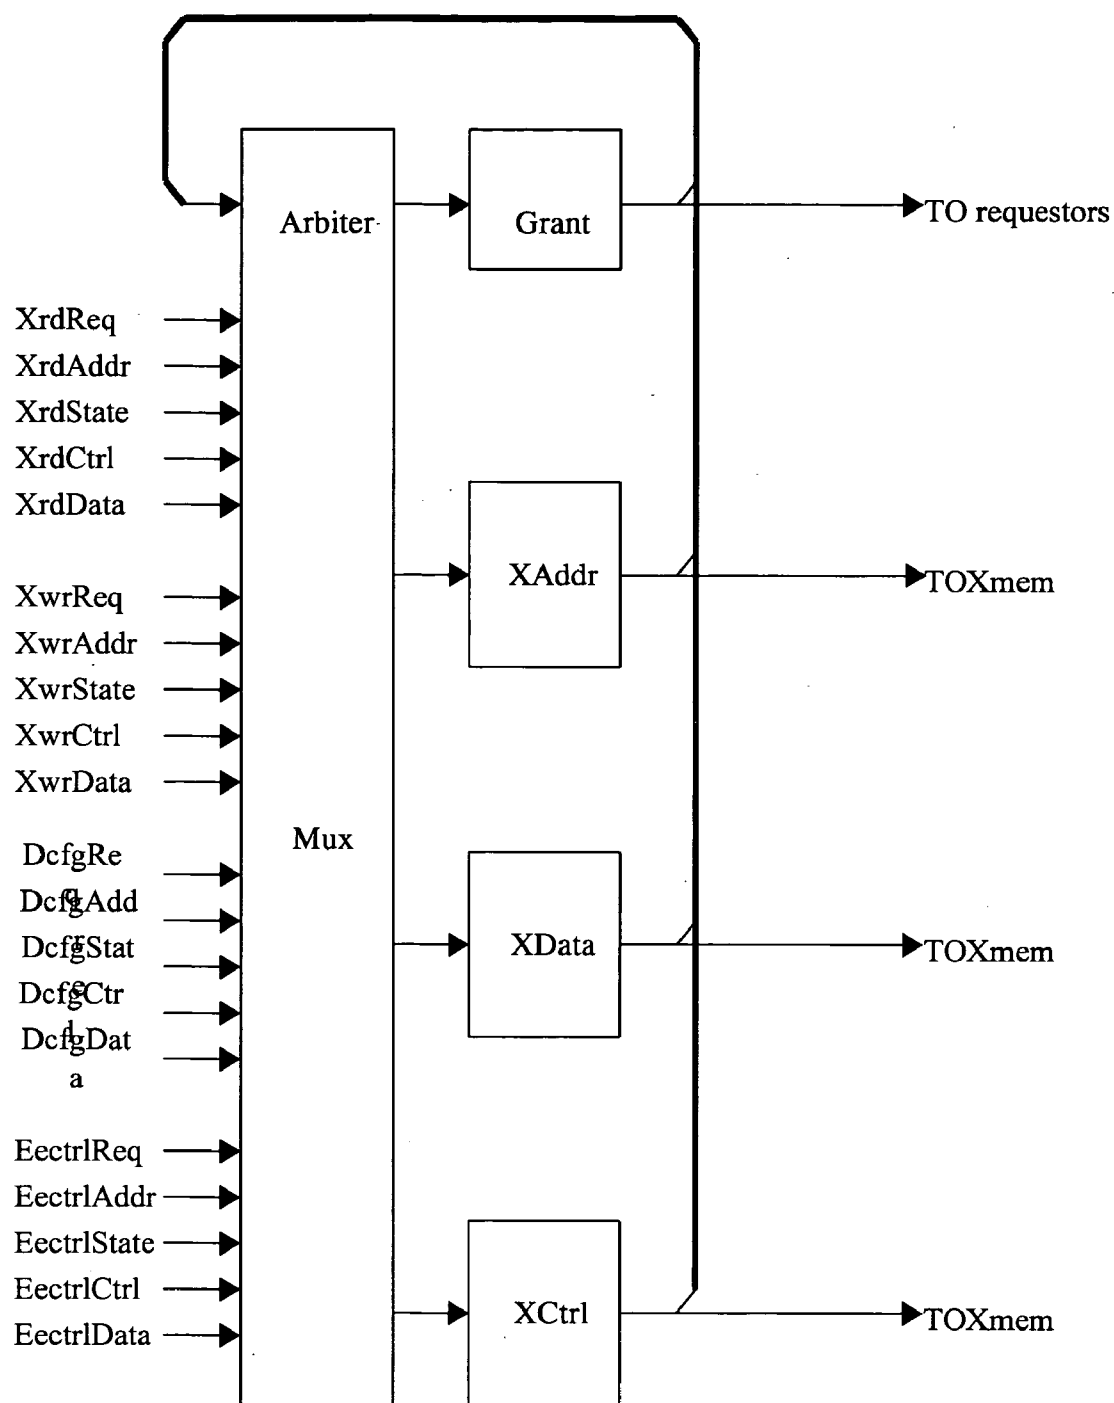 Arbiter
Grant
TO requestors
XrdReq
XrdAddr
XrdState
XrdCtrl
XrdData
XAddr
TOXmem
XwrReq
XwrAddr
XwrState
XwrCtrl
XwrData
Mux
DcfgRe
q
DcfgAdd
r
DcfgStat
e
DcfgCtr
l
DcfgDat
a
XData
TOXmem
EectrlReq
EectrlAddr
EectrlState
EectrlCtrl
EectrlData
XCtrl
TOXmem